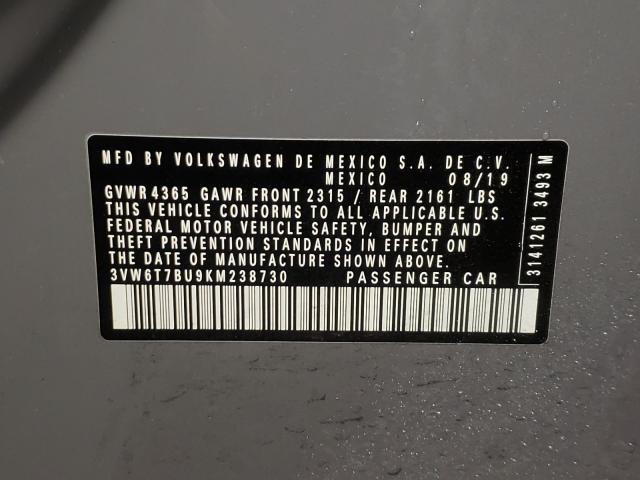 MFD BY VOLKSWAGEN DE MEXICO S.A. DE C.V.
MEXICO 08/19
GVWR 4365 GAWR FRONT 2315 / REAR 2161 LBS
THIS VEHICLE CONFORMS TO ALL APPLICABLE U.S.
FEDERAL MOTOR VEHICLE SAFETY, BUMPER AND
THEFT PREVENTION STANDARDS IN EFFECT ON
THE DATE OF MANUFACTURE SHOWN ABOVE.
3VW6T7BU9KM238730 PASSENGER CAR
3141261 3493 M